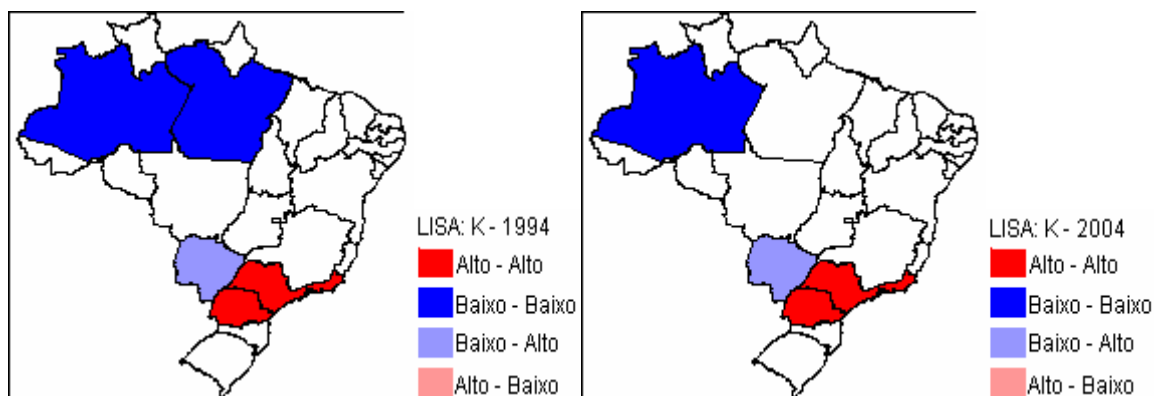 LISA: K - 1994
Alto - Alto
Baixo - Baixo
Baixo - Alto
Alto - Baixo
LISA: K - 2004
Alto - Alto
Baixo - Baixo
Baixo - Alto
Alto - Baixo